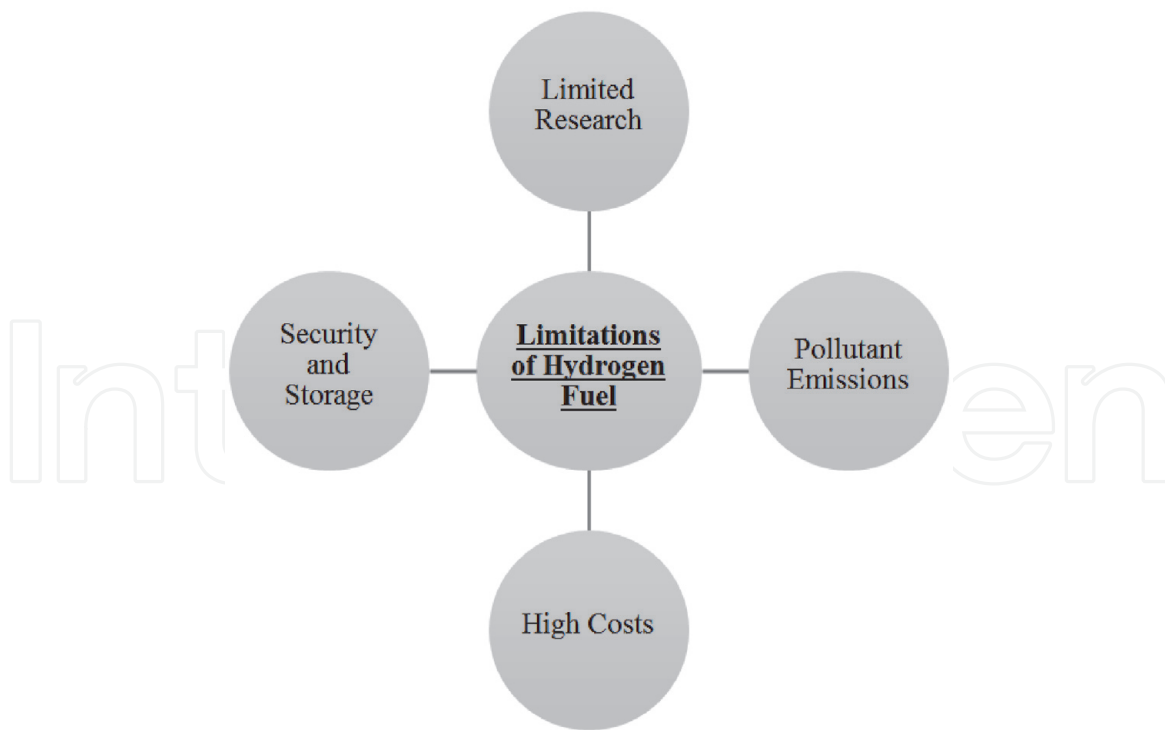 Limited
Research
Security
and
Storage
Limitations
of Hydrogen
Fuel
Pollutant
Emissions
High Costs